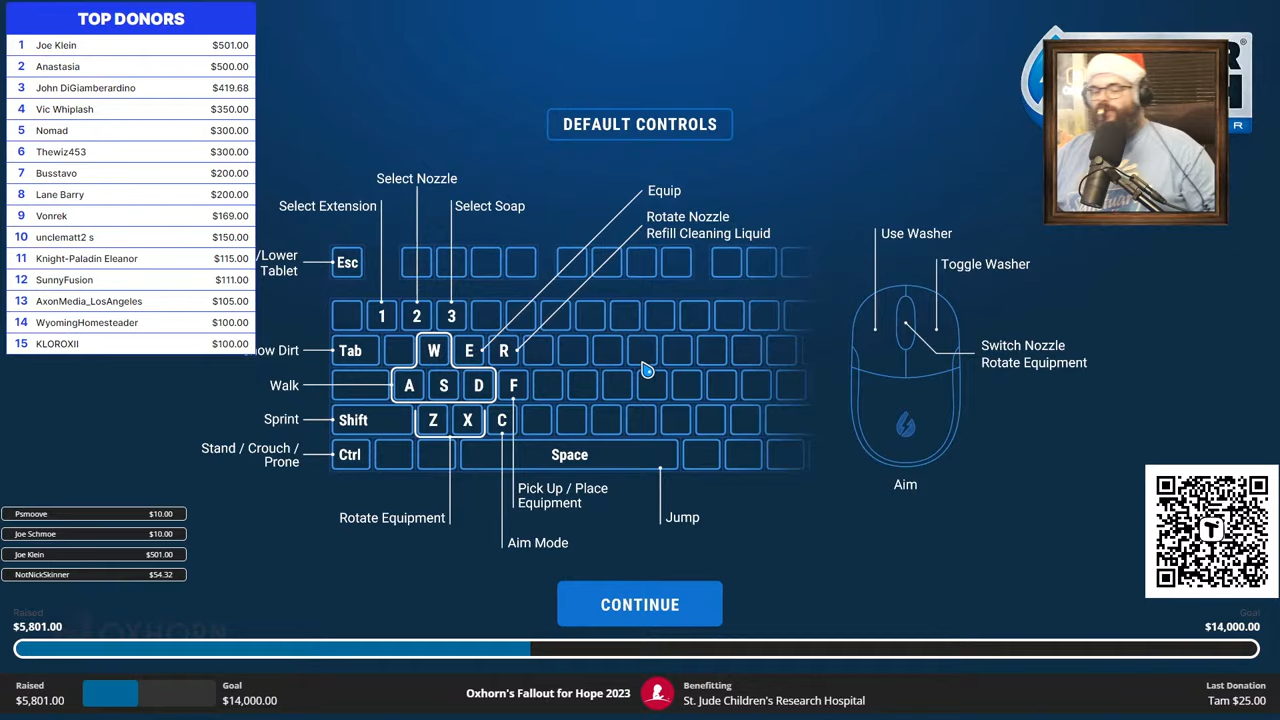 TOP DONORS
1 Joe Klein $501.00
2 Anastasia $500.00
3 John DiGiamberardino $419.68
4 Vic Whiplash $350.00
5 Nomad $300.00
6 Thewiz453 $300.00
7 Busstavo $200.00
8 Lane Barry $200.00
9 Vonrek $169.00
10 unclematt2 s $150.00
11 Knight-Paladin Eleanor $115.00
12 SunnyFusion $111.00
13 AxonMedia_LosAngeles $105.00
14 WyomingHomesteader $100.00
15 KLOROXII $100.00
DEFAULT CONTROLS
Select Nozzle
Select Extension
Select Soap
Equip
Rotate Nozzle
Refill Cleaning Liquid
/Lower
Tablet
Esc
1 2 3
Show Dirt
Tab W E R
Walk
A S D F
Sprint
Shift Z X C
Stand / Crouch /
Prone
Ctrl Space
Rotate Equipment
Pick Up / Place
Equipment
Aim Mode
Jump
Use Washer
Toggle Washer
Switch Nozzle
Rotate Equipment
Aim
CONTINUE
Psmoove $10.00
Joe Schmoe $10.00
Joe Klein $501.00
NotNickSkinner $54.32
Raised
$5,801.00
OXHORN
Goal
$14,000.00
Raised
$5,801.00
Goal
$14,000.00
Oxhorn's Fallout for Hope 2023
Benefitting
St. Jude Children's Research Hospital
Last Donation
Tam $25.00